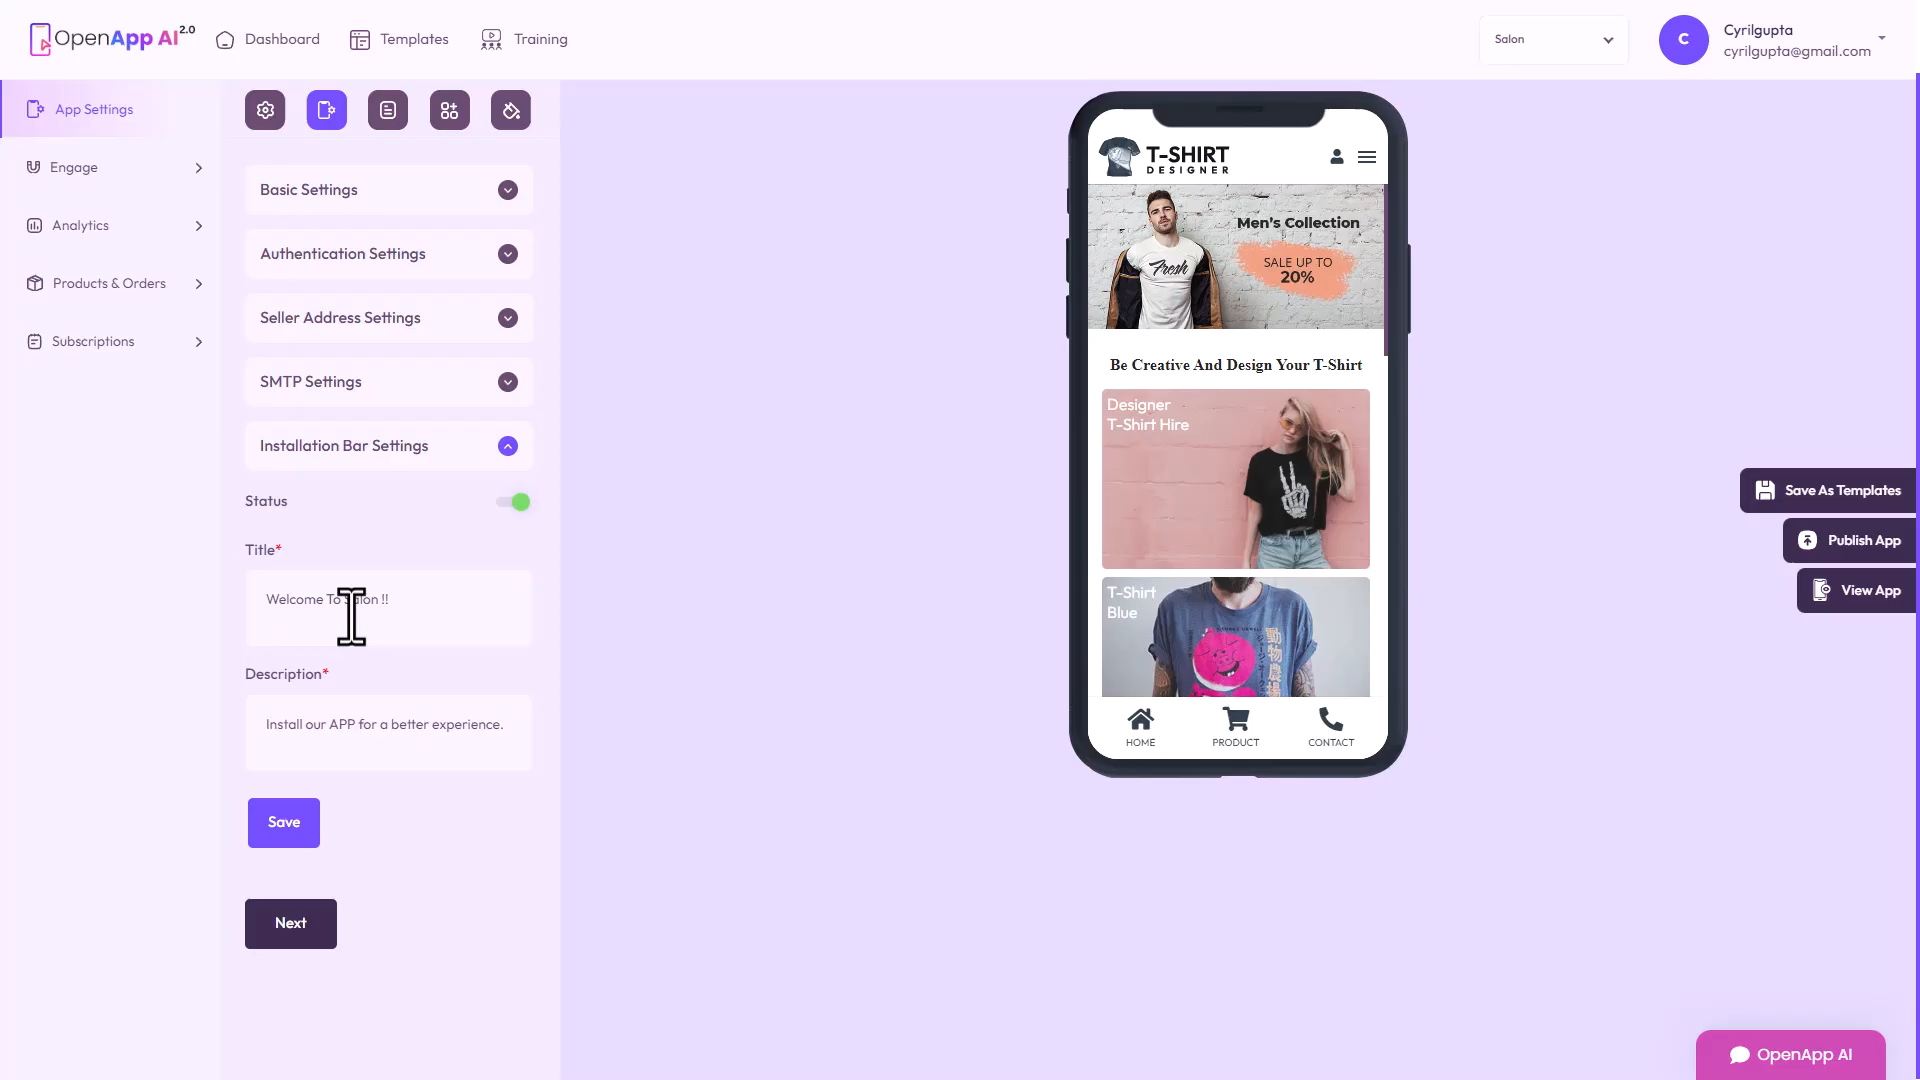 OpenApp AI 2.0
Dashboard
Templates
Training
Salon
C
Cyrilgupta
cyrilgupta@gmail.com
App Settings
Engage
Analytics
Products & Orders
Subscriptions
Basic Settings
Authentication Settings
Seller Address Settings
SMTP Settings
Installation Bar Settings
Status
Title*
Welcome To Salon !!
Description*
Install our APP for a better experience.
Save
Next
T-SHIRT
DESIGNER
Men's Collection
SALE UP TO
20%
Fresh
Be Creative And Design Your T-Shirt
Designer
T-Shirt Hire
T-Shirt
Blue
HOME
PRODUCT
CONTACT
Save As Templates
Publish App
View App
OpenApp AI